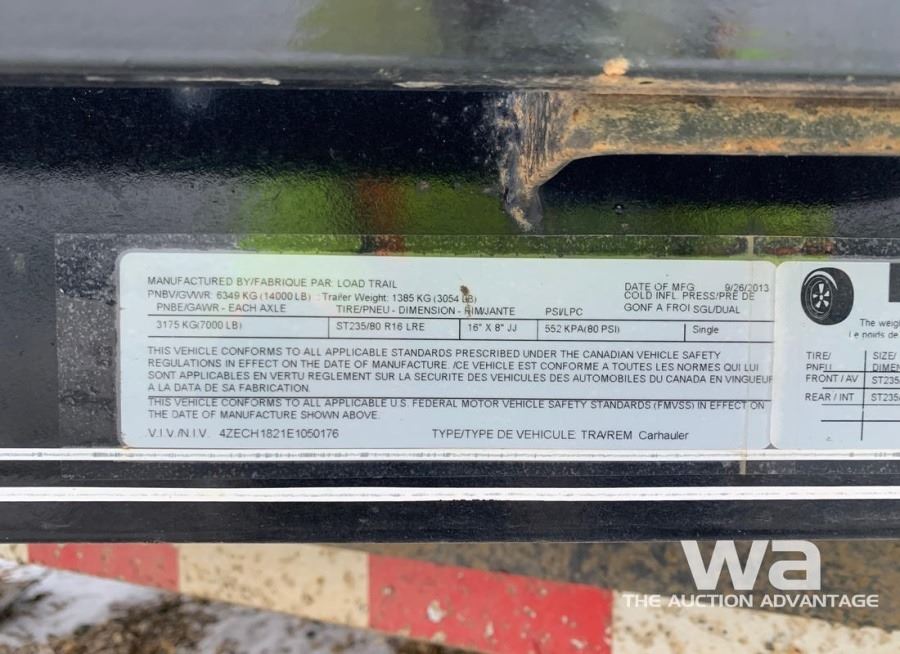 MANUFACTURED BY/FABRIQUE PAR: LOAD TRAIL
DATE OF MFG 9/26/2013
PNBV/GVWR: 6349 KG (14000 LB) Trailer Weight: 1385 KG (3054 LB)
COLD INFL PRESS/PRE DE
PNBE/GAWR - EACH AXLE TIRE/PNEU - DIMENSION - RIMJANTE PSI/LPC GONF A FROI SGL/DUAL
3175 KG(7000 LB) ST235/80 R16 LRE 16" X 8" JJ 552 KPA(80 PSI) Single
THIS VEHICLE CONFORMS TO ALL APPLICABLE STANDARDS PRESCRIBED UNDER THE CANADIAN VEHICLE SAFETY
REGULATIONS IN EFFECT ON THE DATE OF MANUFACTURE. /CE VEHICLE EST CONFORME A TOUTES LES NORMES QUI LUI
SONT APPLICABLES EN VERTU REGLEMENT SUR LA SECURITE DES VEHICULES DES AUTOMOBILES DU CANADA EN VINGUEUR
A LA DATA DE SA FABRICATION.
THIS VEHICLE CONFORMS TO ALL APPLICABLE U.S. FEDERAL MOTOR VEHICLE SAFETY STANDARDS (FMVSS) IN EFFECT ON
THE DATE OF MANUFACTURE SHOWN ABOVE.
V.I.V./N.I.V. 4ZECH1821E1050176 TYPE/TYPE DE VEHICULE: TRA/REM Carhauler
The weig
Le poids de
TIRE/ SIZE/
PNEU DIMEN
FRONT / AV ST235
REAR / INT ST235
wa
THE AUCTION ADVANTAGE